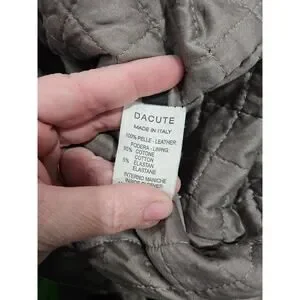 DACUTE
MADE IN ITALY
100% PELLE - LEATHER
FODERA - LINING
95% COTONE
COTTON
5% ELASTAN
ELASTANE
INTERNO MANICHE